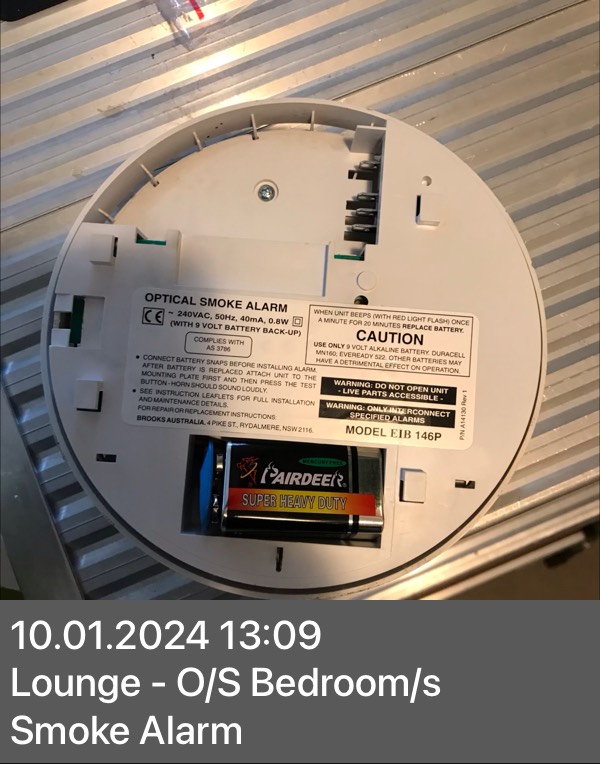 OPTICAL SMOKE ALARM
CE ~ 240VAC, 50Hz, 40mA, 0.8W
(WITH 9 VOLT BATTERY BACK-UP)
COMPLIES WITH
AS 3786
• CONNECT BATTERY SNAPS BEFORE INSTALLING ALARM.
AFTER BATTERY IS REPLACED ATTACH UNIT TO THE
MOUNTING PLATE FIRST AND THEN PRESS THE TEST
BUTTON - HORN SHOULD SOUND LOUDLY.
• SEE INSTRUCTION LEAFLETS FOR FULL INSTALLATION
AND MAINTENANCE DETAILS.
FOR REPAIR OR REPLACEMENT INSTRUCTIONS:
BROOKS AUSTRALIA, 4 PIKE ST, RYDALMERE, NSW 2116.
WHEN UNIT BEEPS (WITH RED LIGHT FLASH) ONCE
A MINUTE FOR 20 MINUTES REPLACE BATTERY.
CAUTION
USE ONLY 9 VOLT ALKALINE BATTERY. DURACELL
MN160; EVEREADY 522. OTHER BATTERIES MAY
HAVE A DETRIMENTAL EFFECT ON OPERATION.
WARNING: DO NOT OPEN UNIT
- LIVE PARTS ACCESSIBLE -
WARNING: ONLY INTERCONNECT
SPECIFIED ALARMS
MODEL EIB 146P
P/N A14130 Rev 1
PAIRDEER
SUPER HEAVY DUTY
10.01.2024 13:09
Lounge - O/S Bedroom/s
Smoke Alarm